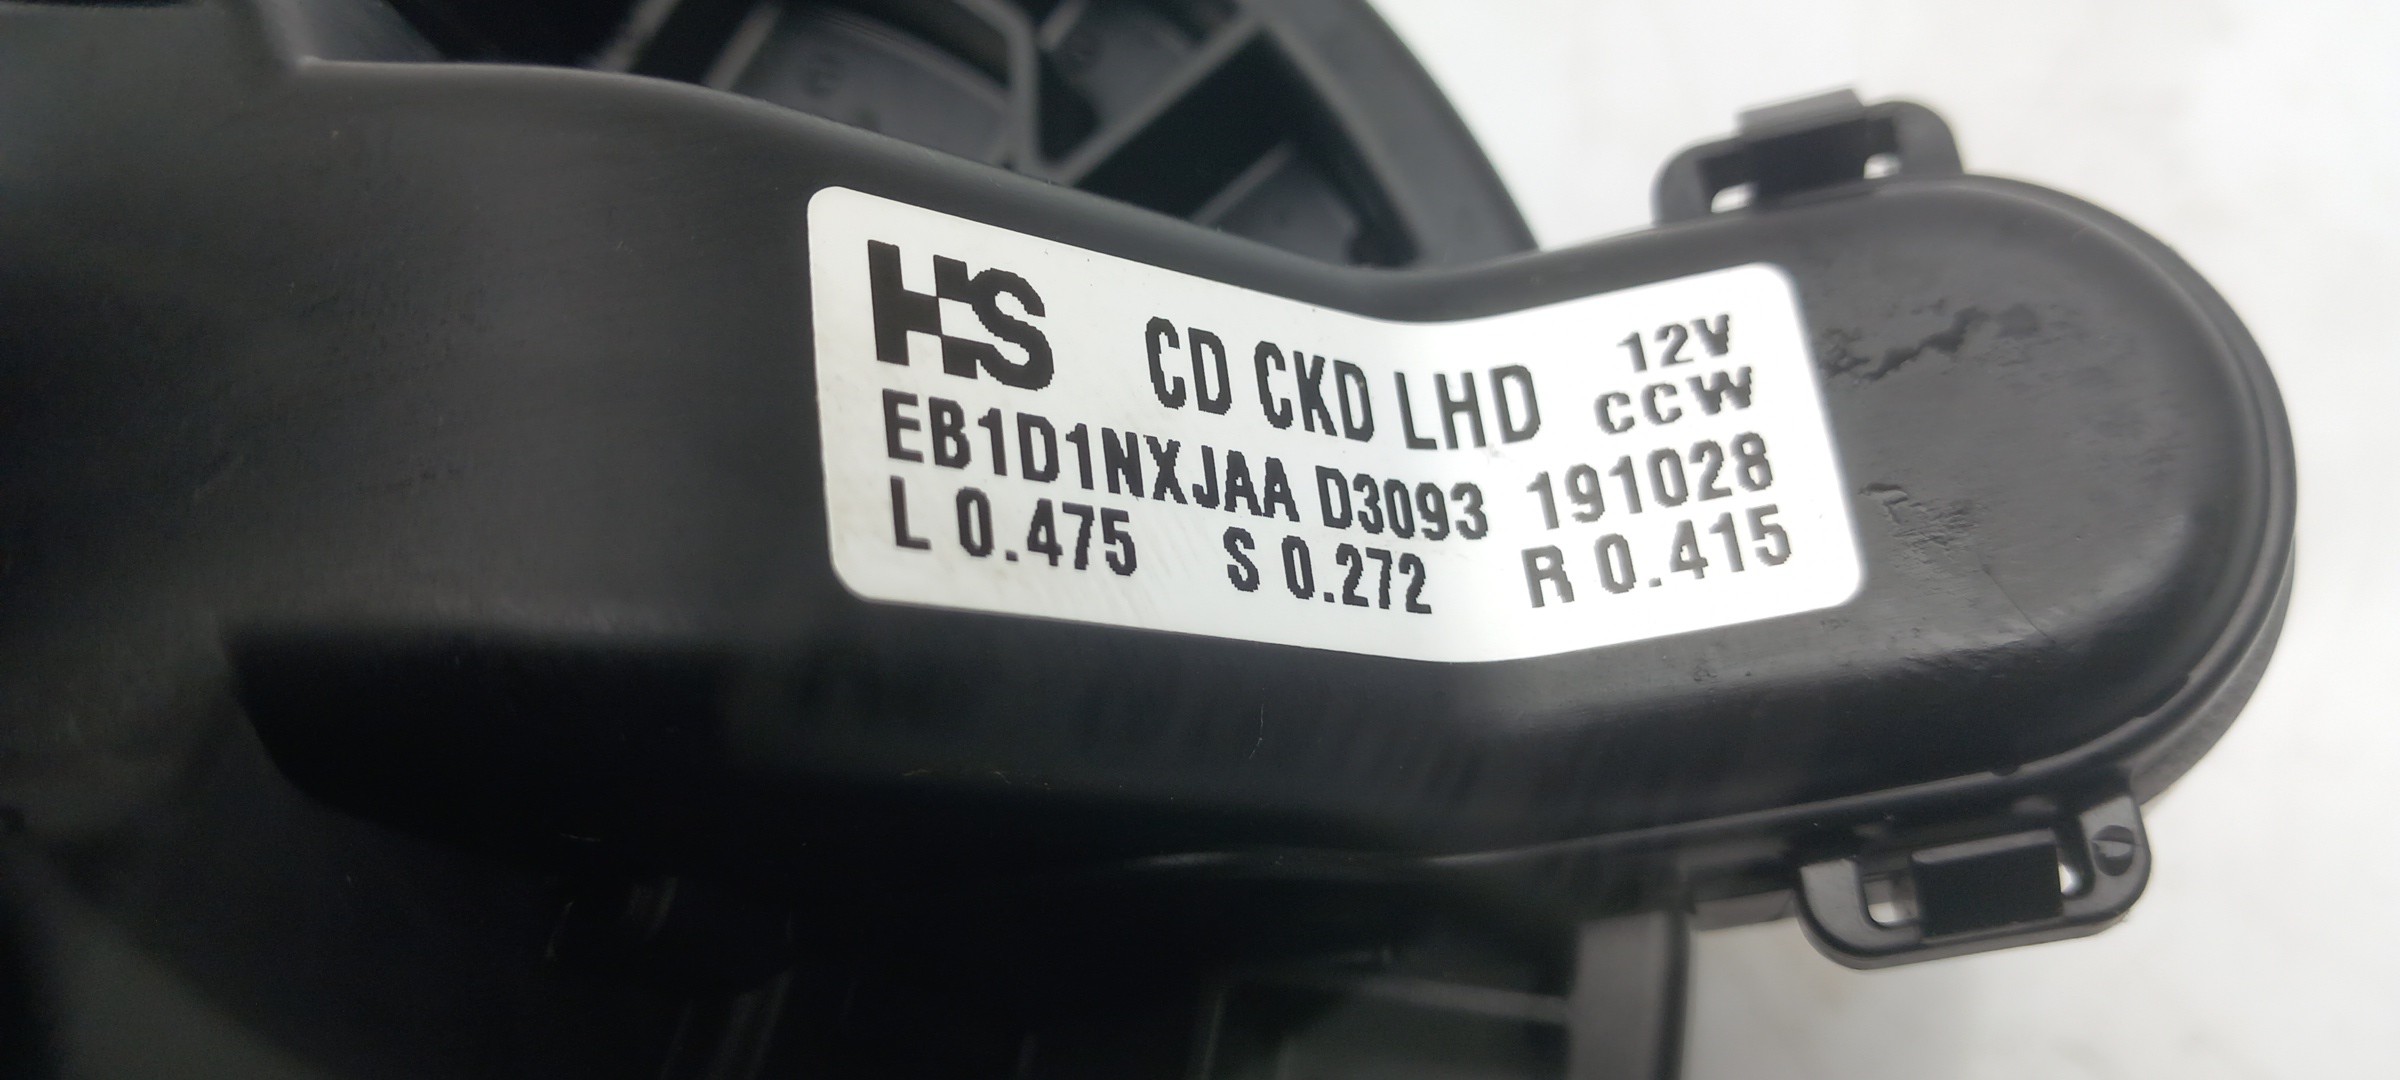 HS CD CKD LHD 12V
CCW
EB1D1NXJAA D3093 191028
L 0.475 S 0.272 R 0.415